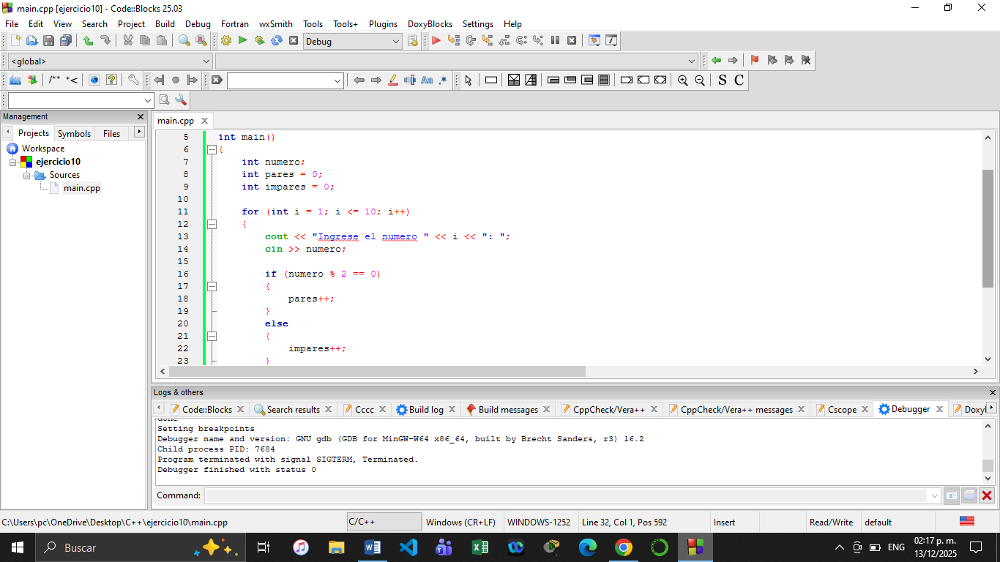 main.cpp [ejercicio10] - Code::Blocks 25.03
File Edit View Search Project Build Debug Fortran wxSmith Tools Tools+ Plugins DoxyBlocks Settings Help
Debug
<global>
/** *<
Aa .*
S C
Management
Projects Symbols Files
Workspace
ejercicio10
Sources
main.cpp
main.cpp
5 int main()
6 {
7 int numero;
8 int pares = 0;
9 int impares = 0;
10
11 for (int i = 1; i <= 10; i++)
12 {
13 cout << "Ingrese el numero " << i << ": ";
14 cin >> numero;
15
16 if (numero % 2 == 0)
17 {
18 pares++;
19 }
20 else
21 {
22 impares++;
23 }
Logs & others
Code::Blocks Search results Cccc Build log Build messages CppCheck/Vera++ CppCheck/Vera++ messages Cscope Debugger Doxyl
done
Setting breakpoints
Debugger name and version: GNU gdb (GDB for MinGW-W64 x86_64, built by Brecht Sanders, r3) 16.2
Child process PID: 7684
Program terminated with signal SIGTERM, Terminated.
Debugger finished with status 0
Command:
C:\Users\pc\OneDrive\Desktop\C++\ejercicio10\main.cpp C/C++ Windows (CR+LF) WINDOWS-1252 Line 32, Col 1, Pos 592 Insert Read/Write default
Buscar
ENG
02:17 p. m.
13/12/2025